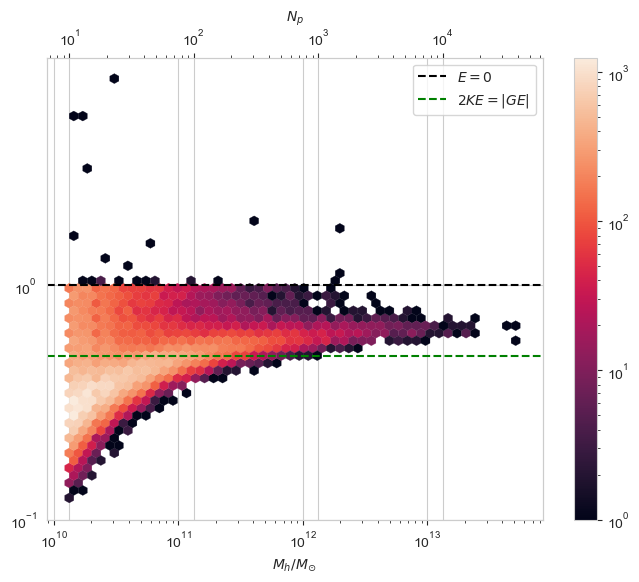 $N_p$
$10^1$ $10^2$ $10^3$ $10^4$
$E = 0$
$2KE = |GE|$
$10^3$
$10^2$
$10^0$
$10^1$
$10^{-1}$
$10^0$
$10^{10}$ $10^{11}$ $10^{12}$ $10^{13}$
$M_h/M_\odot$